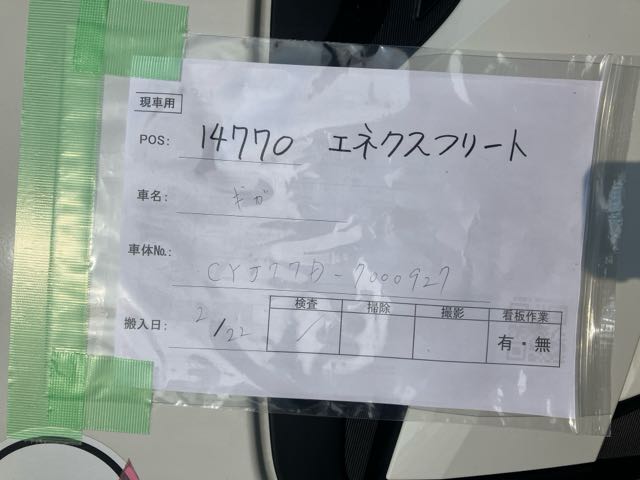 現車用
POS: 14770 エネクスフリート
車名: ギガ
車体No.: CYJ77D-7000927
検査 掃除 撮影 看板作業
搬入日: 2/22 / 有・無